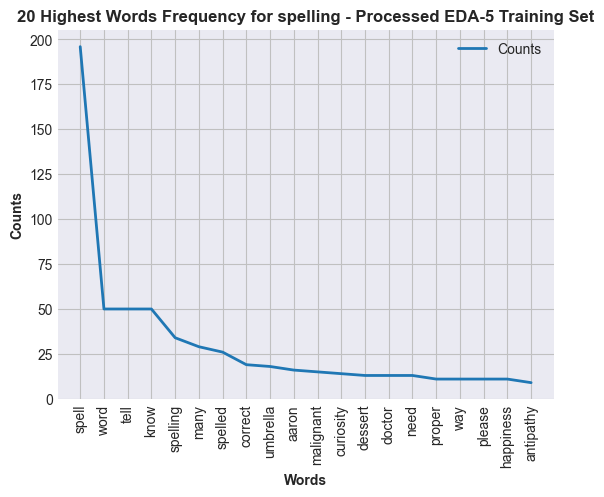 20 Highest Words Frequency for spelling - Processed EDA-5 Training Set
Counts
200
175
150
125
100
75
50
25
0
Counts
spell
word
tell
know
spelling
many
spelled
correct
umbrella
aaron
malignant
curiosity
dessert
doctor
need
proper
way
please
happiness
antipathy
Words